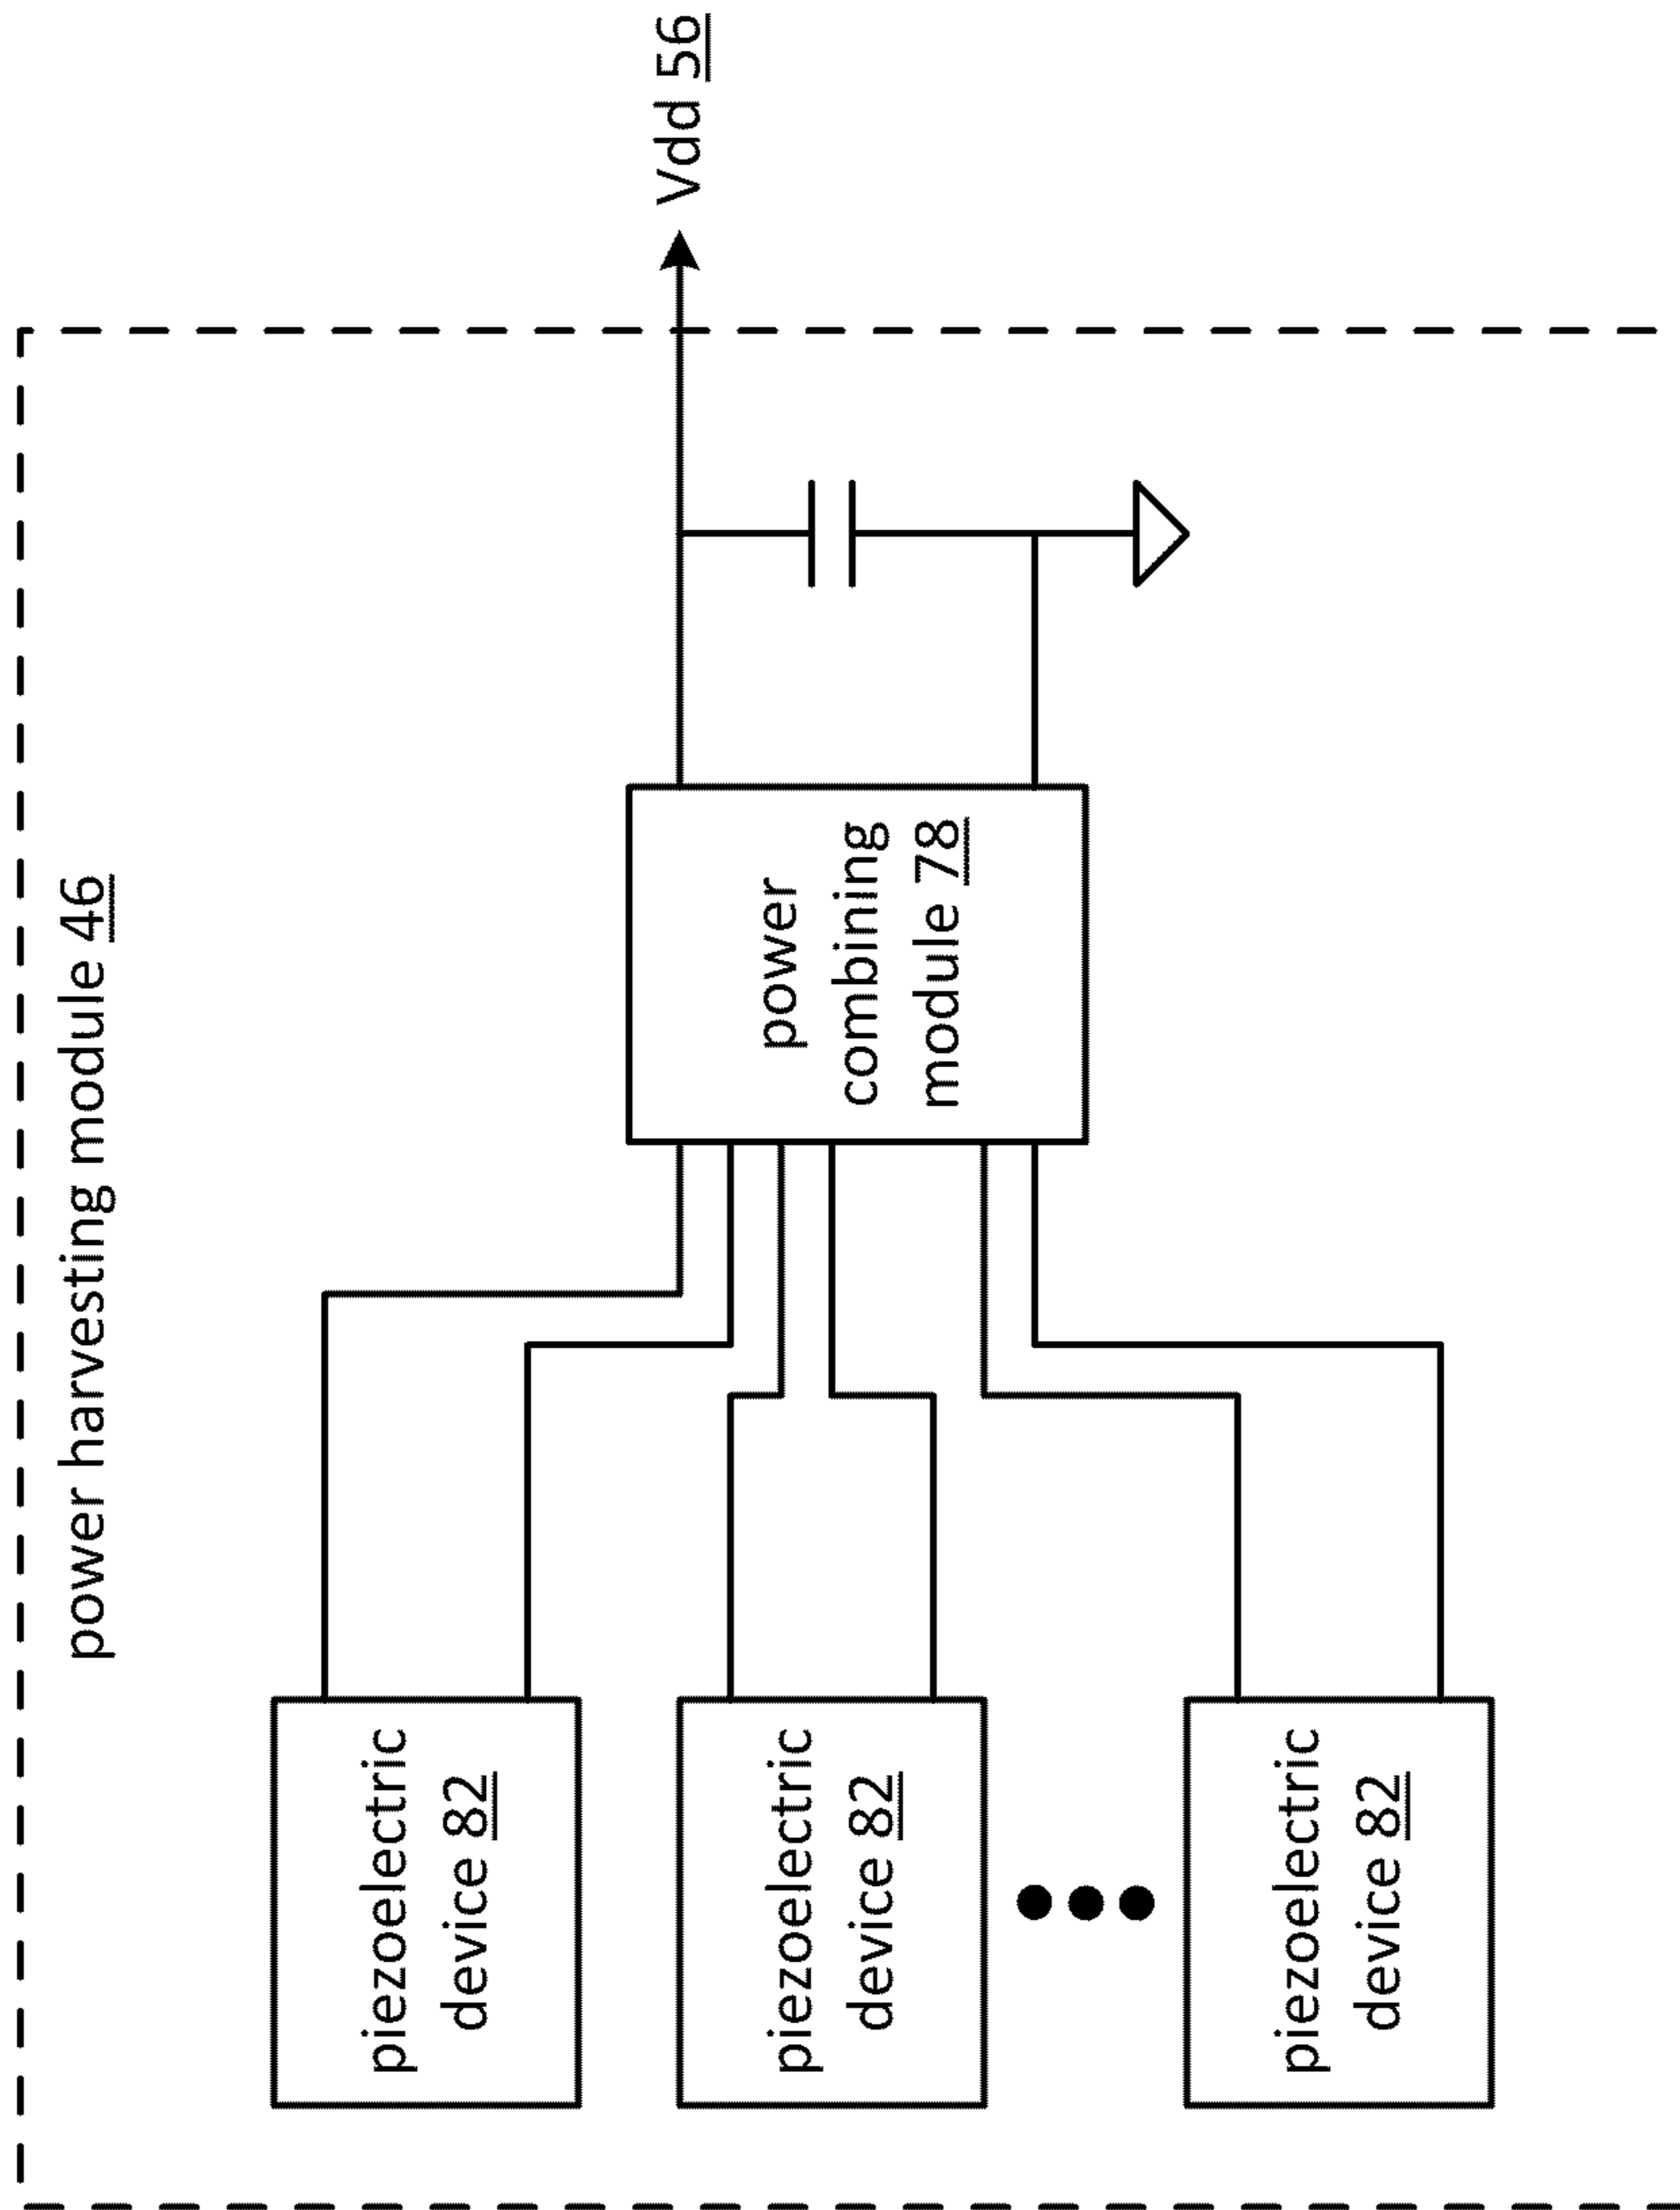 power harvesting module 46
piezoelectric
device 82
piezoelectric
device 82
piezoelectric
device 82
power
combining
module 78
Vdd 56